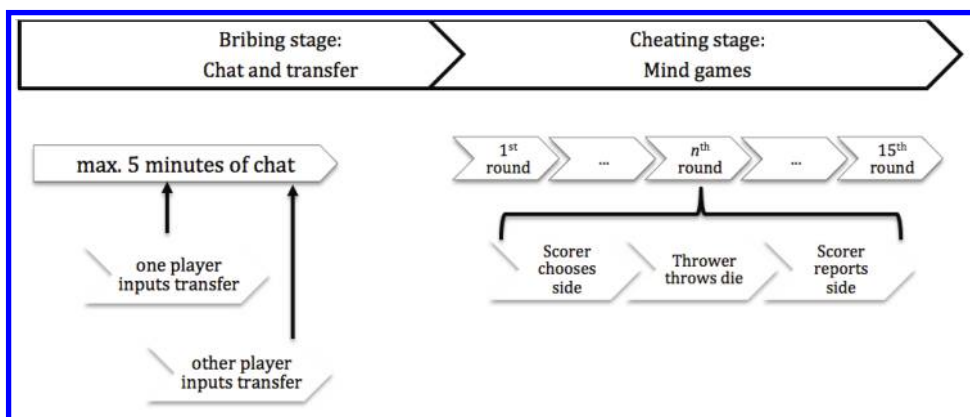 Bribing stage:
Chat and transfer
Cheating stage:
Mind games
max. 5 minutes of chat
1st
round
...
nth
round
...
15th
round
one player
inputs transfer
other player
inputs transfer
Scorer
chooses
side
Thrower
throws die
Scorer
reports
side